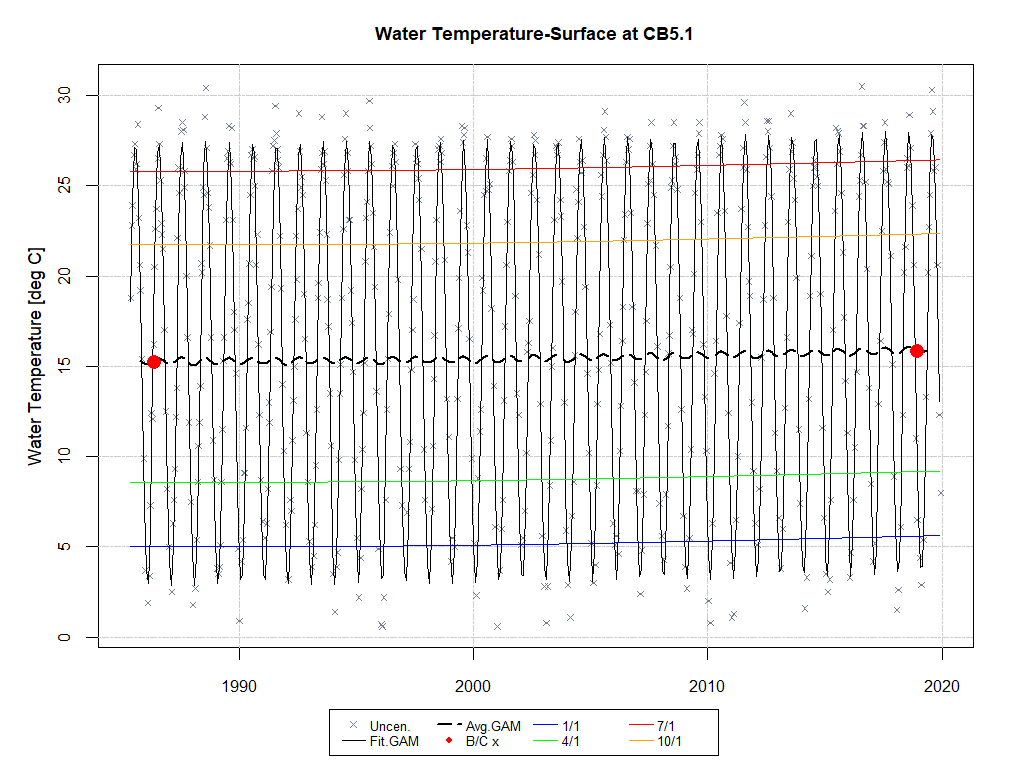 Water Temperature-Surface at CB5.1
Water Temperature [deg C]
30
25
20
15
10
5
0
1990 2000 2010 2020
Uncen. Avg.GAM 1/1 7/1
Fit.GAM B/C x 4/1 10/1